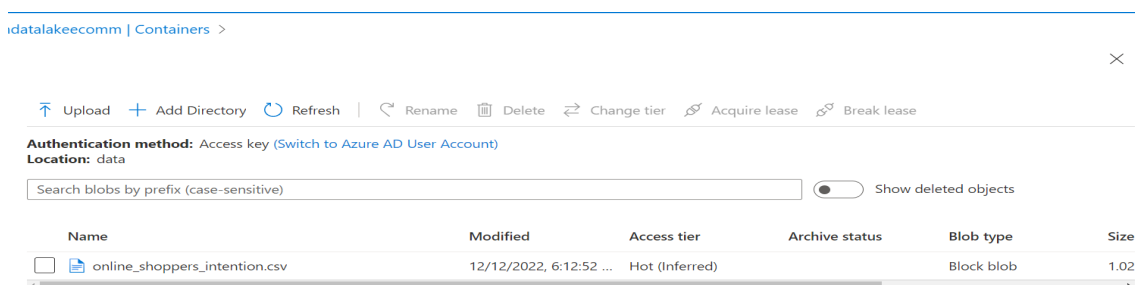 datalakeecomm | Containers >
Upload Add Directory Refresh Rename Delete Change tier Acquire lease Break lease
Authentication method: Access key (Switch to Azure AD User Account)
Location: data
Search blobs by prefix (case-sensitive) Show deleted objects
Name Modified Access tier Archive status Blob type Size
online_shoppers_intention.csv 12/12/2022, 6:12:52 ... Hot (Inferred) Block blob 1.02